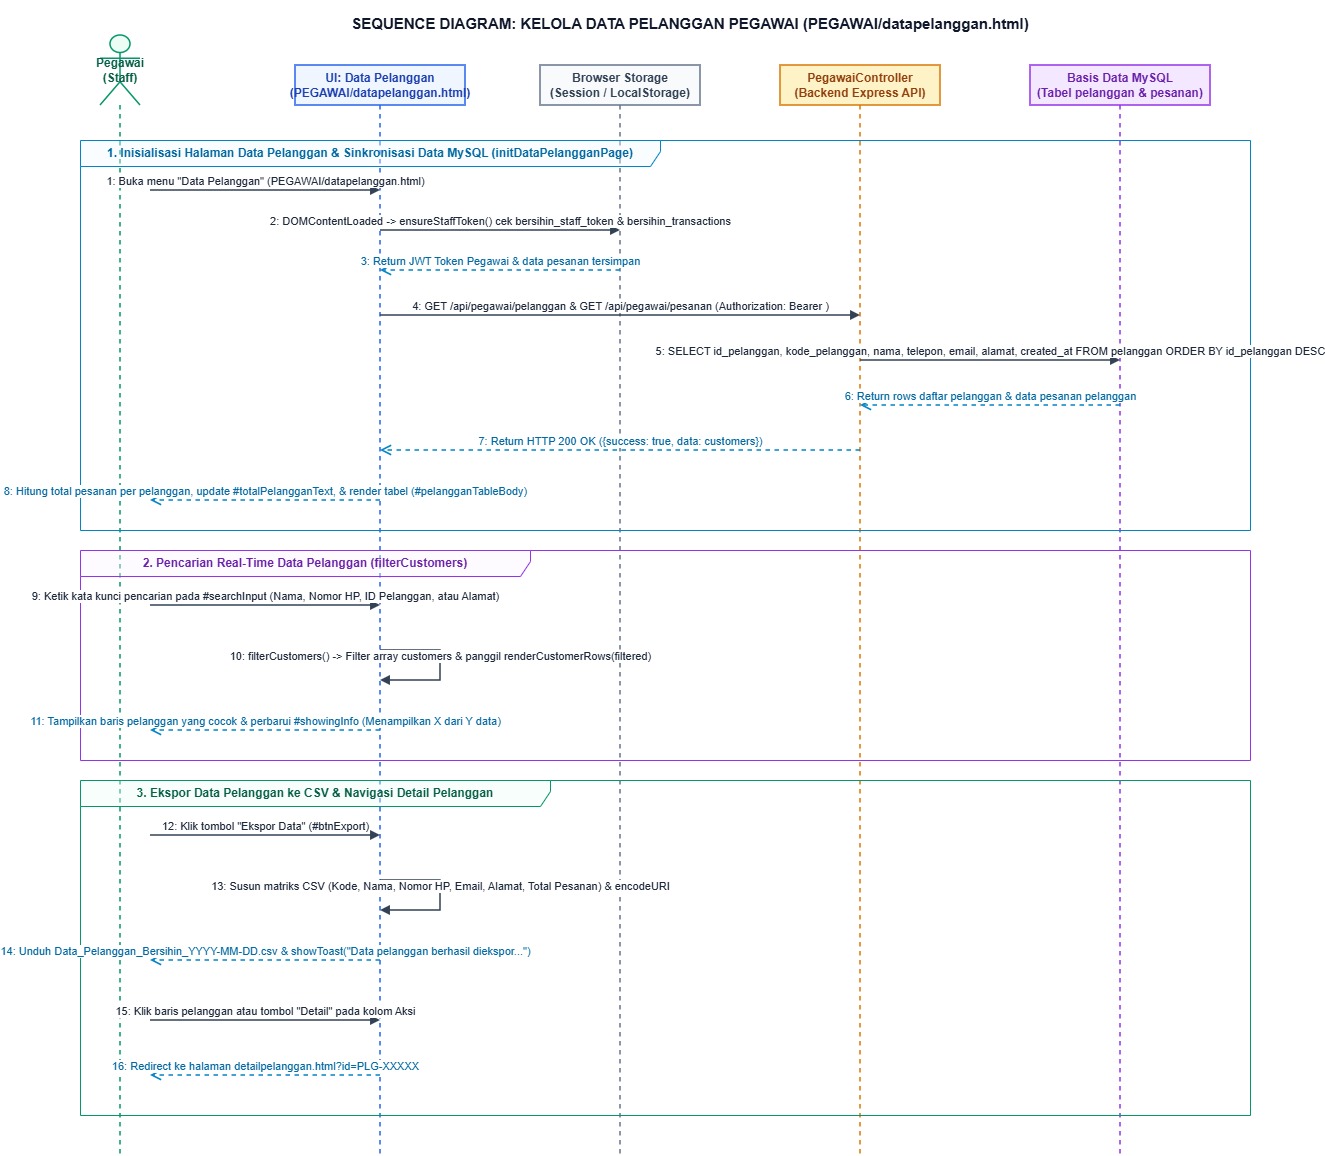 SEQUENCE DIAGRAM: KELOLA DATA PELANGGAN PEGAWAI (PEGAWAI/datapelanggan.html)
Pegawai
(Staff)
UI: Data Pelanggan
(PEGAWAI/datapelanggan.html)
Browser Storage
(Session / LocalStorage)
PegawaiController
(Backend Express API)
Basis Data MySQL
(Tabel pelanggan & pesanan)
1. Inisialisasi Halaman Data Pelanggan & Sinkronisasi Data MySQL (initDataPelangganPage)
1: Buka menu "Data Pelanggan" (PEGAWAI/datapelanggan.html)
2: DOMContentLoaded -> ensureStaffToken() cek bersihin_staff_token & bersihin_transactions
3: Return JWT Token Pegawai & data pesanan tersimpan
4: GET /api/pegawai/pelanggan & GET /api/pegawai/pesanan (Authorization: Bearer )
5: SELECT id_pelanggan, kode_pelanggan, nama, telepon, email, alamat, created_at FROM pelanggan ORDER BY id_pelanggan DESC
6: Return rows daftar pelanggan & data pesanan pelanggan
7: Return HTTP 200 OK ({success: true, data: customers})
8: Hitung total pesanan per pelanggan, update #totalPelangganText, & render tabel (#pelangganTableBody)
2. Pencarian Real-Time Data Pelanggan (filterCustomers)
9: Ketik kata kunci pencarian pada #searchInput (Nama, Nomor HP, ID Pelanggan, atau Alamat)
10: filterCustomers() -> Filter array customers & panggil renderCustomerRows(filtered)
11: Tampilkan baris pelanggan yang cocok & perbarui #showingInfo (Menampilkan X dari Y data)
3. Ekspor Data Pelanggan ke CSV & Navigasi Detail Pelanggan
12: Klik tombol "Ekspor Data" (#btnExport)
13: Susun matriks CSV (Kode, Nama, Nomor HP, Email, Alamat, Total Pesanan) & encodeURI
14: Unduh Data_Pelanggan_Bersihin_YYYY-MM-DD.csv & showToast("Data pelanggan berhasil diekspor...")
15: Klik baris pelanggan atau tombol "Detail" pada kolom Aksi
16: Redirect ke halaman detailpelanggan.html?id=PLG-XXXXX